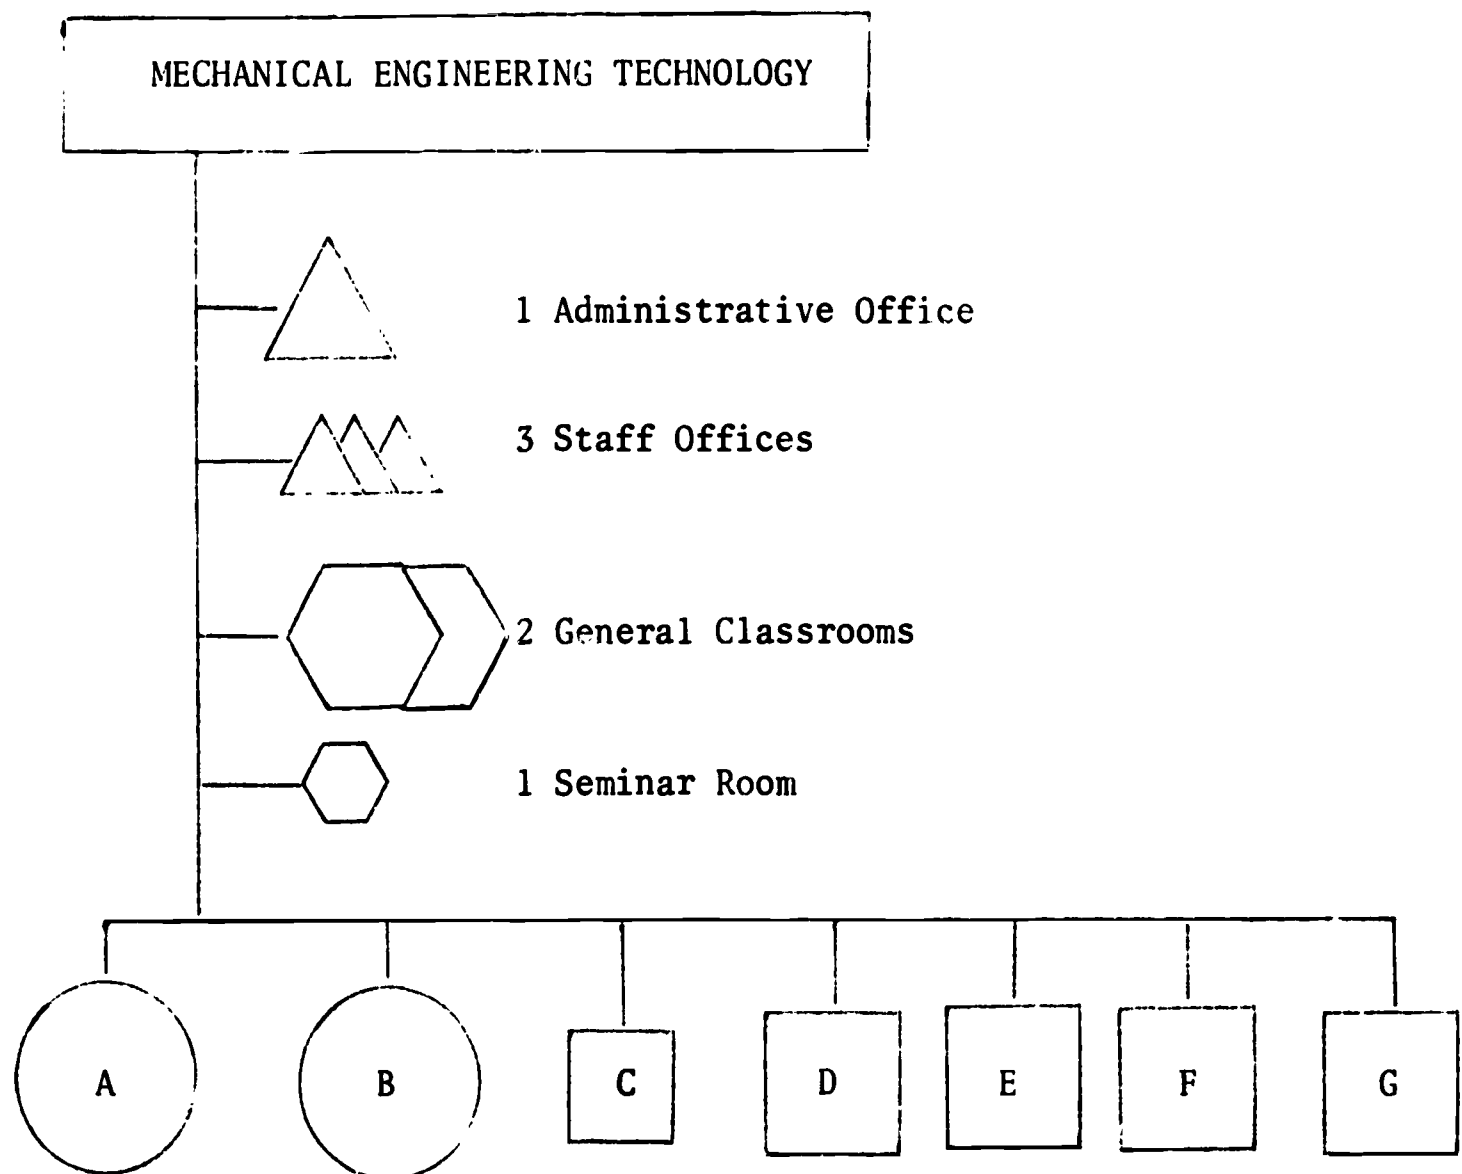 MECHANICAL ENGINEERING TECHNOLOGY
1 Administrative Office
3 Staff Offices
2 General Classrooms
1 Seminar Room
A B C D E F G